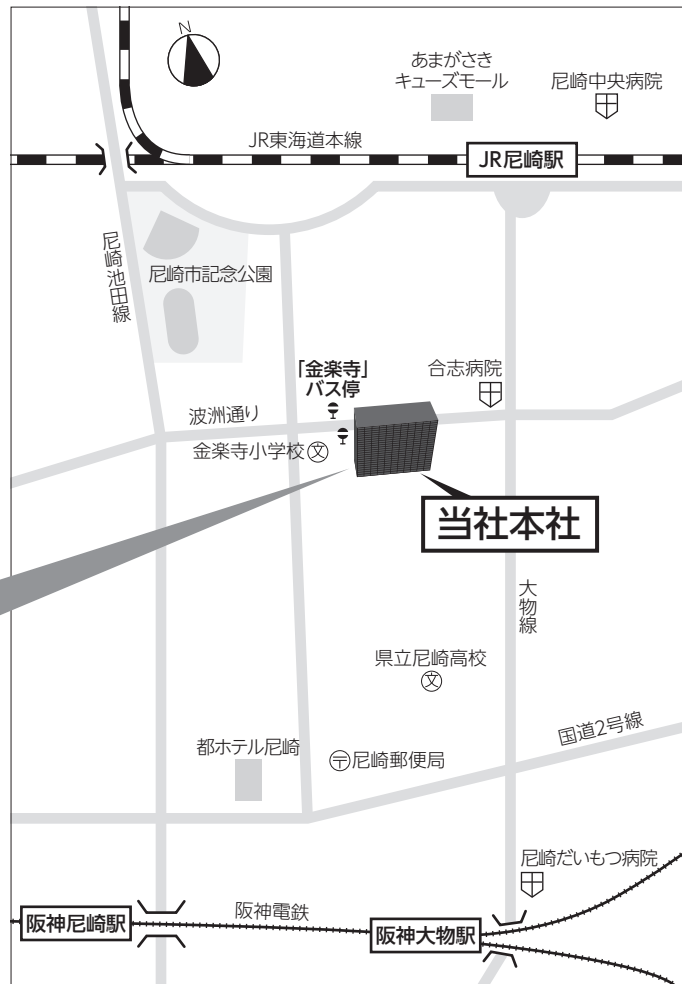 N
あまがさき
キューズモール
尼崎中央病院
JR東海道本線
JR尼崎駅
尼崎池田線
尼崎市記念公園
「金楽寺」
バス停
合志病院
波洲通り
金楽寺小学校 文
当社本社
大物線
県立尼崎高校
文
国道2号線
都ホテル尼崎
〒尼崎郵便局
尼崎だいもつ病院
阪神尼崎駅
阪神電鉄
阪神大物駅